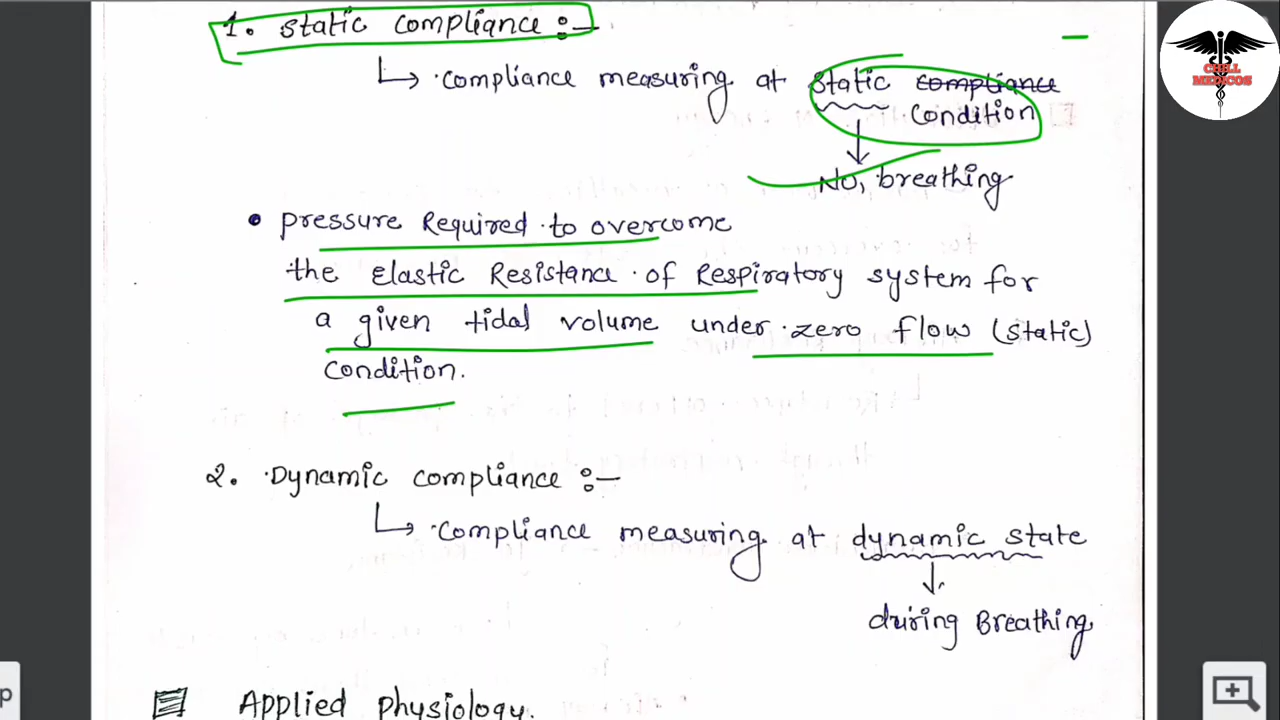 1. Static compliance :-
↳ Compliance measuring at static compliance
condition
↓
No, breathing
• pressure Required to overcome
the elastic Resistance of Respiratory system for
a given tidal volume under zero flow (static)
condition.
2. Dynamic compliance :-
↳ Compliance measuring at dynamic state
↓
during Breathing
Applied physiology.
CHILL
MEDICOS
p